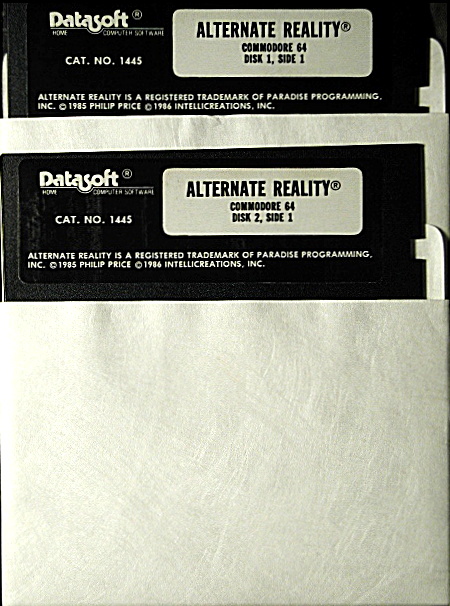 Datasoft®
HOME COMPUTER SOFTWARE
CAT. NO. 1445
ALTERNATE REALITY®
COMMODORE 64
DISK 1, SIDE 1
ALTERNATE REALITY IS A REGISTERED TRADEMARK OF PARADISE PROGRAMMING,
INC. ©1985 PHILIP PRICE ©1986 INTELLICREATIONS, INC.
Datasoft®
HOME COMPUTER SOFTWARE
CAT. NO. 1445
ALTERNATE REALITY®
COMMODORE 64
DISK 2, SIDE 1
ALTERNATE REALITY IS A REGISTERED TRADEMARK OF PARADISE PROGRAMMING,
INC. ©1985 PHILIP PRICE ©1986 INTELLICREATIONS, INC.